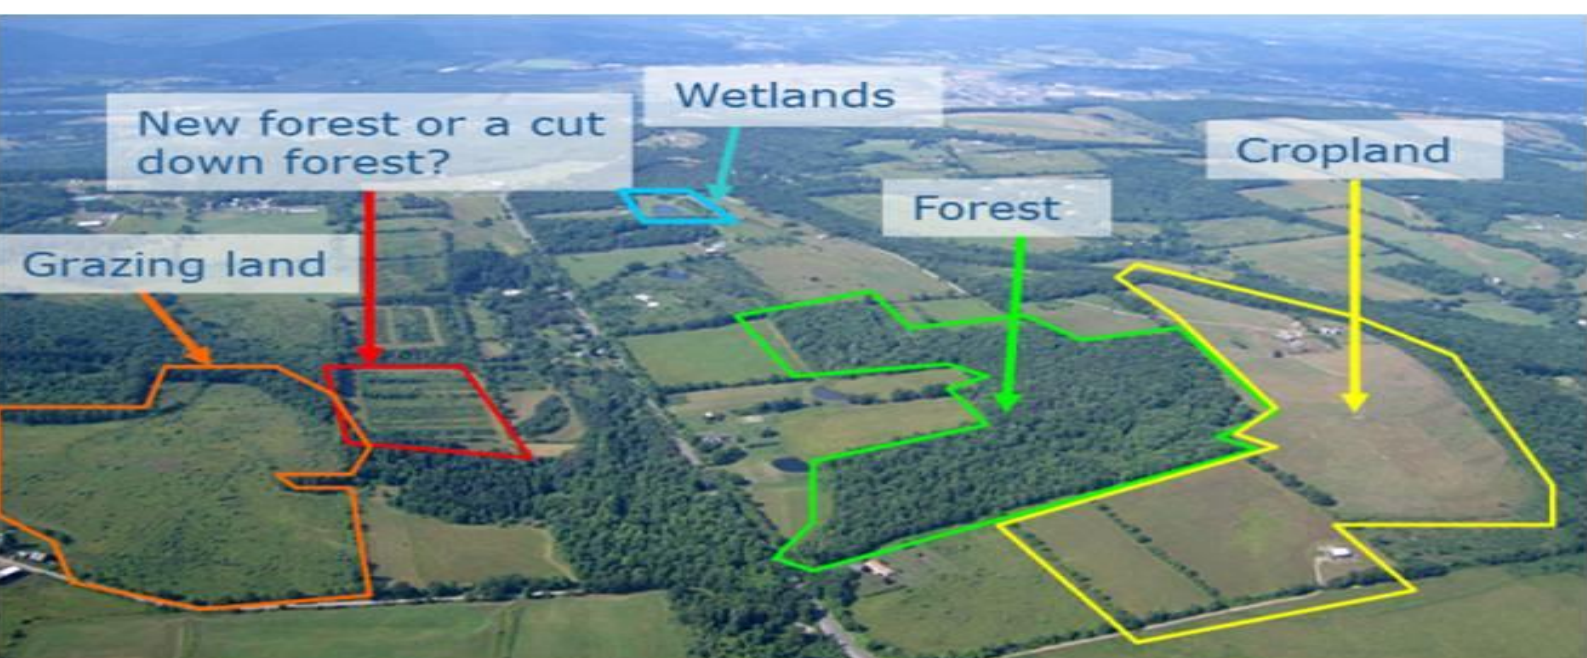 Wetlands
New forest or a cut
down forest?
Cropland
Forest
Grazing land